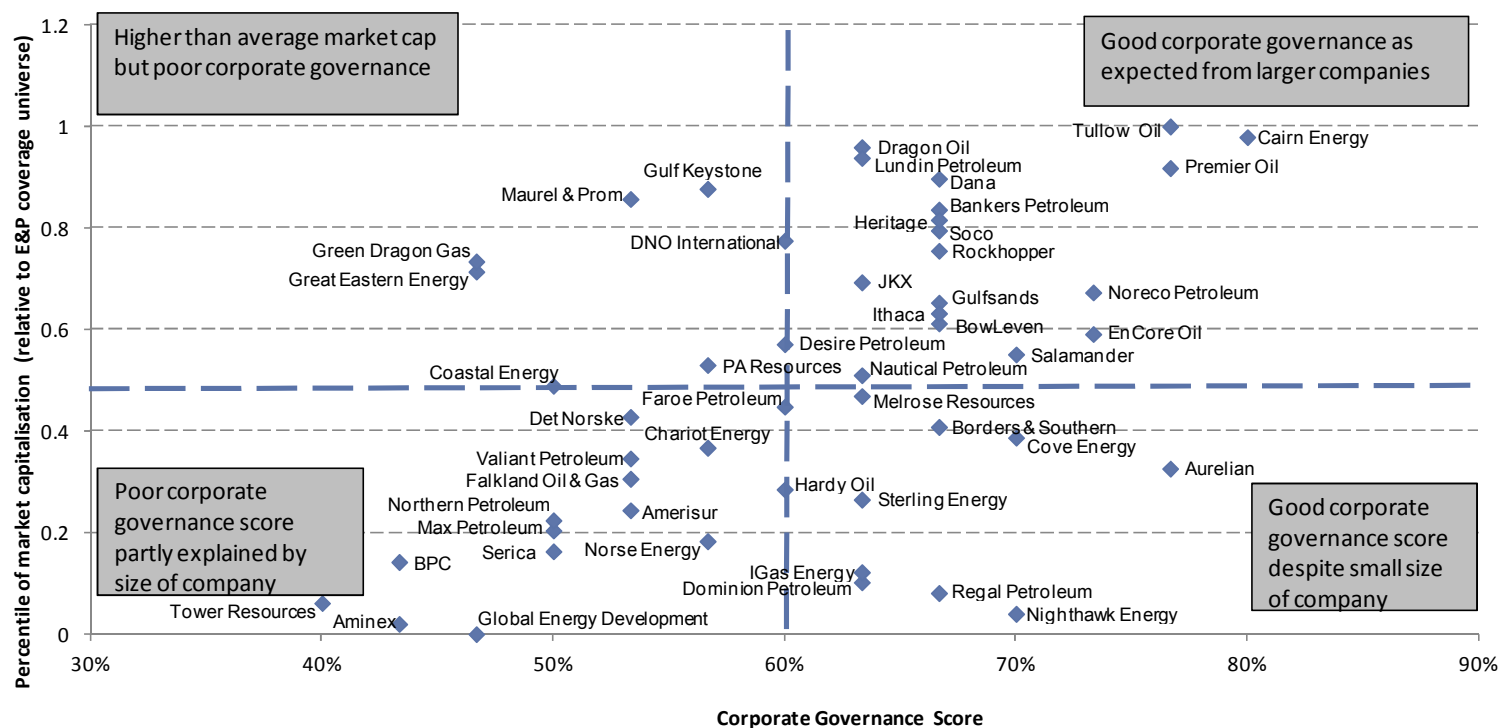 Percentile of market capitalisation (relative to E&P coverage universe)
1.2
1
0.8
0.6
0.4
0.2
0
Higher than average market cap
but poor corporate governance
Good corporate governance as
expected from larger companies
Tullow Oil
Cairn Energy
Dragon Oil
Lundin Petroleum
Premier Oil
Gulf Keystone
Dana
Maurel & Prom
Bankers Petroleum
Heritage
Soco
DNO International
Rockhopper
Green Dragon Gas
Great Eastern Energy
JKX
Noreco Petroleum
Gulfsands
Ithaca
BowLeven
EnCore Oil
Desire Petroleum
Salamander
PA Resources
Nautical Petroleum
Coastal Energy
Faroe Petroleum
Melrose Resources
Det Norske
Borders & Southern
Chariot Energy
Cove Energy
Valiant Petroleum
Aurelian
Falkland Oil & Gas
Hardy Oil
Sterling Energy
Northern Petroleum
Amerisur
Max Petroleum
Serica
Norse Energy
BPC
IGas Energy
Dominion Petroleum
Regal Petroleum
Tower Resources
Aminex
Global Energy Development
Nighthawk Energy
Poor corporate
governance score
partly explained by
size of company
Good corporate
governance score
despite small size
of company
30%
40%
50%
60%
70%
80%
90%
Corporate Governance Score